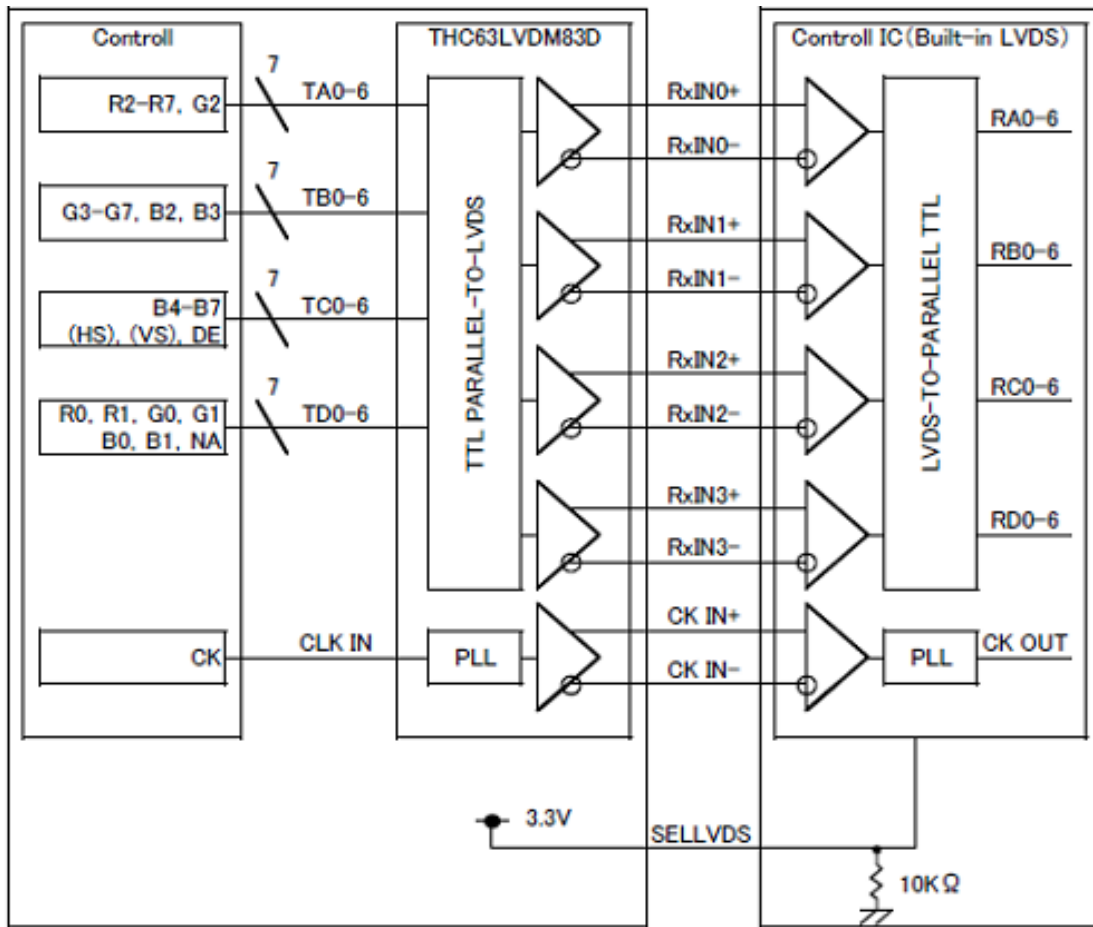 Controll
THC63LVDM83D
Controll IC(Built-in LVDS)
R2-R7, G2
7
TA0-6
RxIN0+
RxIN0-
RA0-6
G3-G7, B2, B3
7
TB0-6
RxIN1+
RxIN1-
RB0-6
B4-B7
(HS), (VS), DE
7
TC0-6
RxIN2+
RxIN2-
RC0-6
R0, R1, G0, G1
B0, B1, NA
7
TD0-6
RxIN3+
RxIN3-
RD0-6
TTL PARALLEL-TO-LVDS
LVDS-TO-PARALLEL TTL
CK
CLK IN
PLL
CK IN+
CK IN-
PLL
CK OUT
3.3V
SELLVDS
10KΩ